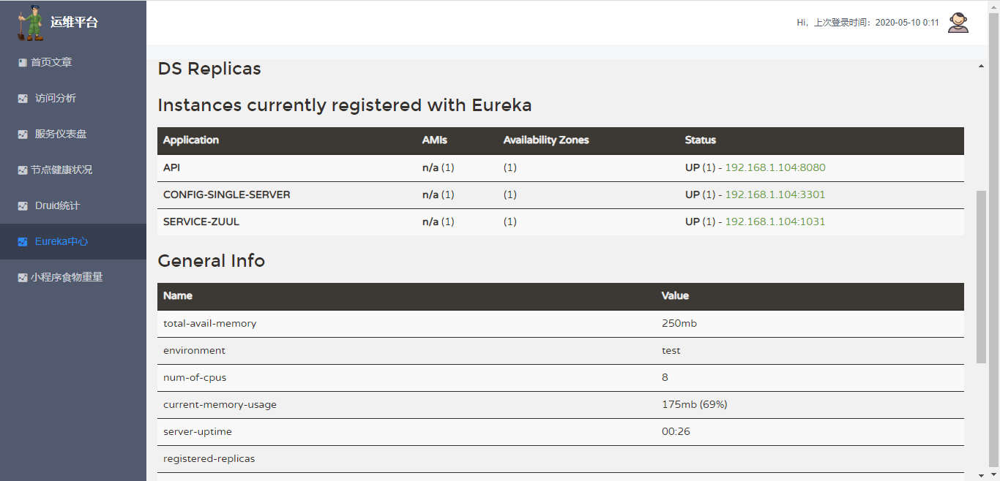 运维平台
Hi，上次登录时间：2020-05-10 0:11
首页文章
访问分析
服务仪表盘
节点健康状况
Druid统计
Eureka中心
小程序食物重量
DS Replicas
Instances currently registered with Eureka
Application AMIs Availability Zones Status
API n/a (1) (1) UP (1) - 192.168.1.104:8080
CONFIG-SINGLE-SERVER n/a (1) (1) UP (1) - 192.168.1.104:3301
SERVICE-ZUUL n/a (1) (1) UP (1) - 192.168.1.104:1031
General Info
Name Value
total-avail-memory 250mb
environment test
num-of-cpus 8
current-memory-usage 175mb (69%)
server-uptime 00:26
registered-replicas